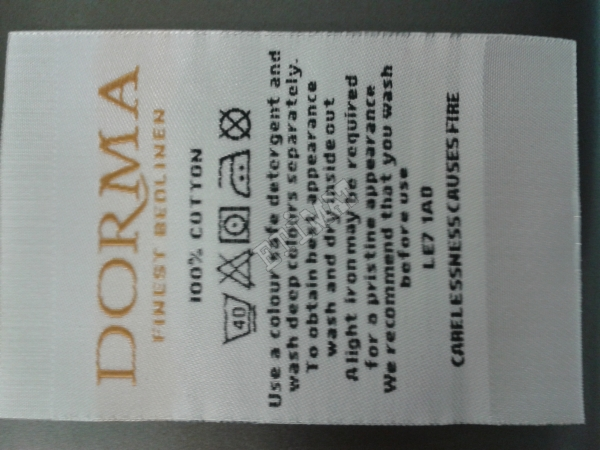 DORMA
FINEST BEDLINEN
100% COTTON
40
Use a colour safe detergent and
wash deep colours separately.
To obtain best appearance
wash and dry inside out
A light iron may be required
for a pristine appearance
We recommend that you wash
before use
LE7 1AD
CARELESSNESS CAUSES FIRE